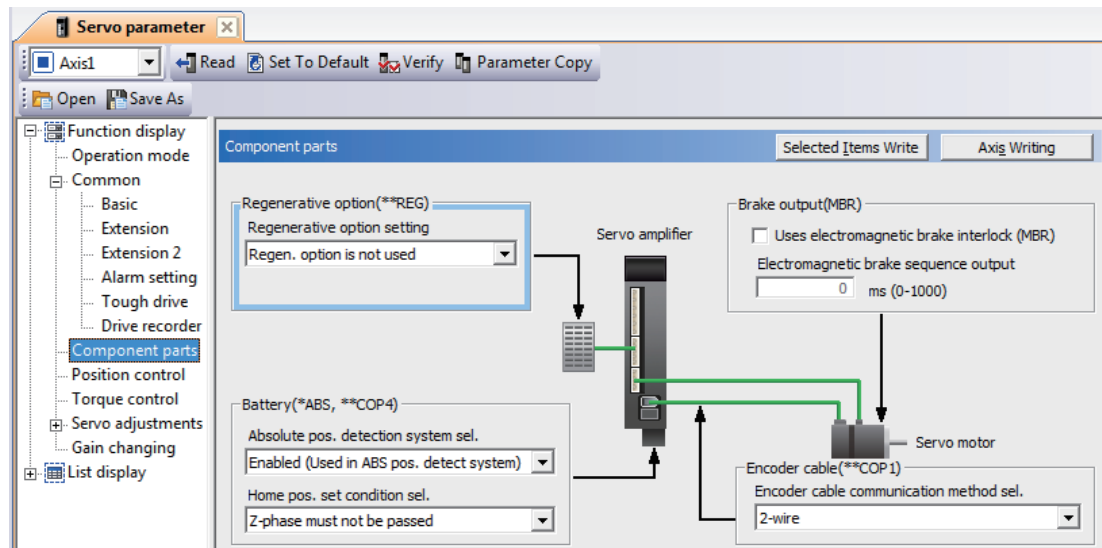 Servo parameter
Axis1 Read Set To Default Verify Parameter Copy
Open Save As
Function display
Operation mode
Common
Basic
Extension
Extension 2
Alarm setting
Tough drive
Drive recorder
Component parts
Position control
Torque control
Servo adjustments
Gain changing
List display
Component parts
Selected Items Write
Axis Writing
Regenerative option(**REG)
Regenerative option setting
Regen. option is not used
Servo amplifier
Brake output(MBR)
Uses electromagnetic brake interlock (MBR)
Electromagnetic brake sequence output
0 ms (0-1000)
Battery(*ABS, **COP4)
Absolute pos. detection system sel.
Enabled (Used in ABS pos. detect system)
Home pos. set condition sel.
Z-phase must not be passed
Servo motor
Encoder cable(**COP1)
Encoder cable communication method sel.
2-wire